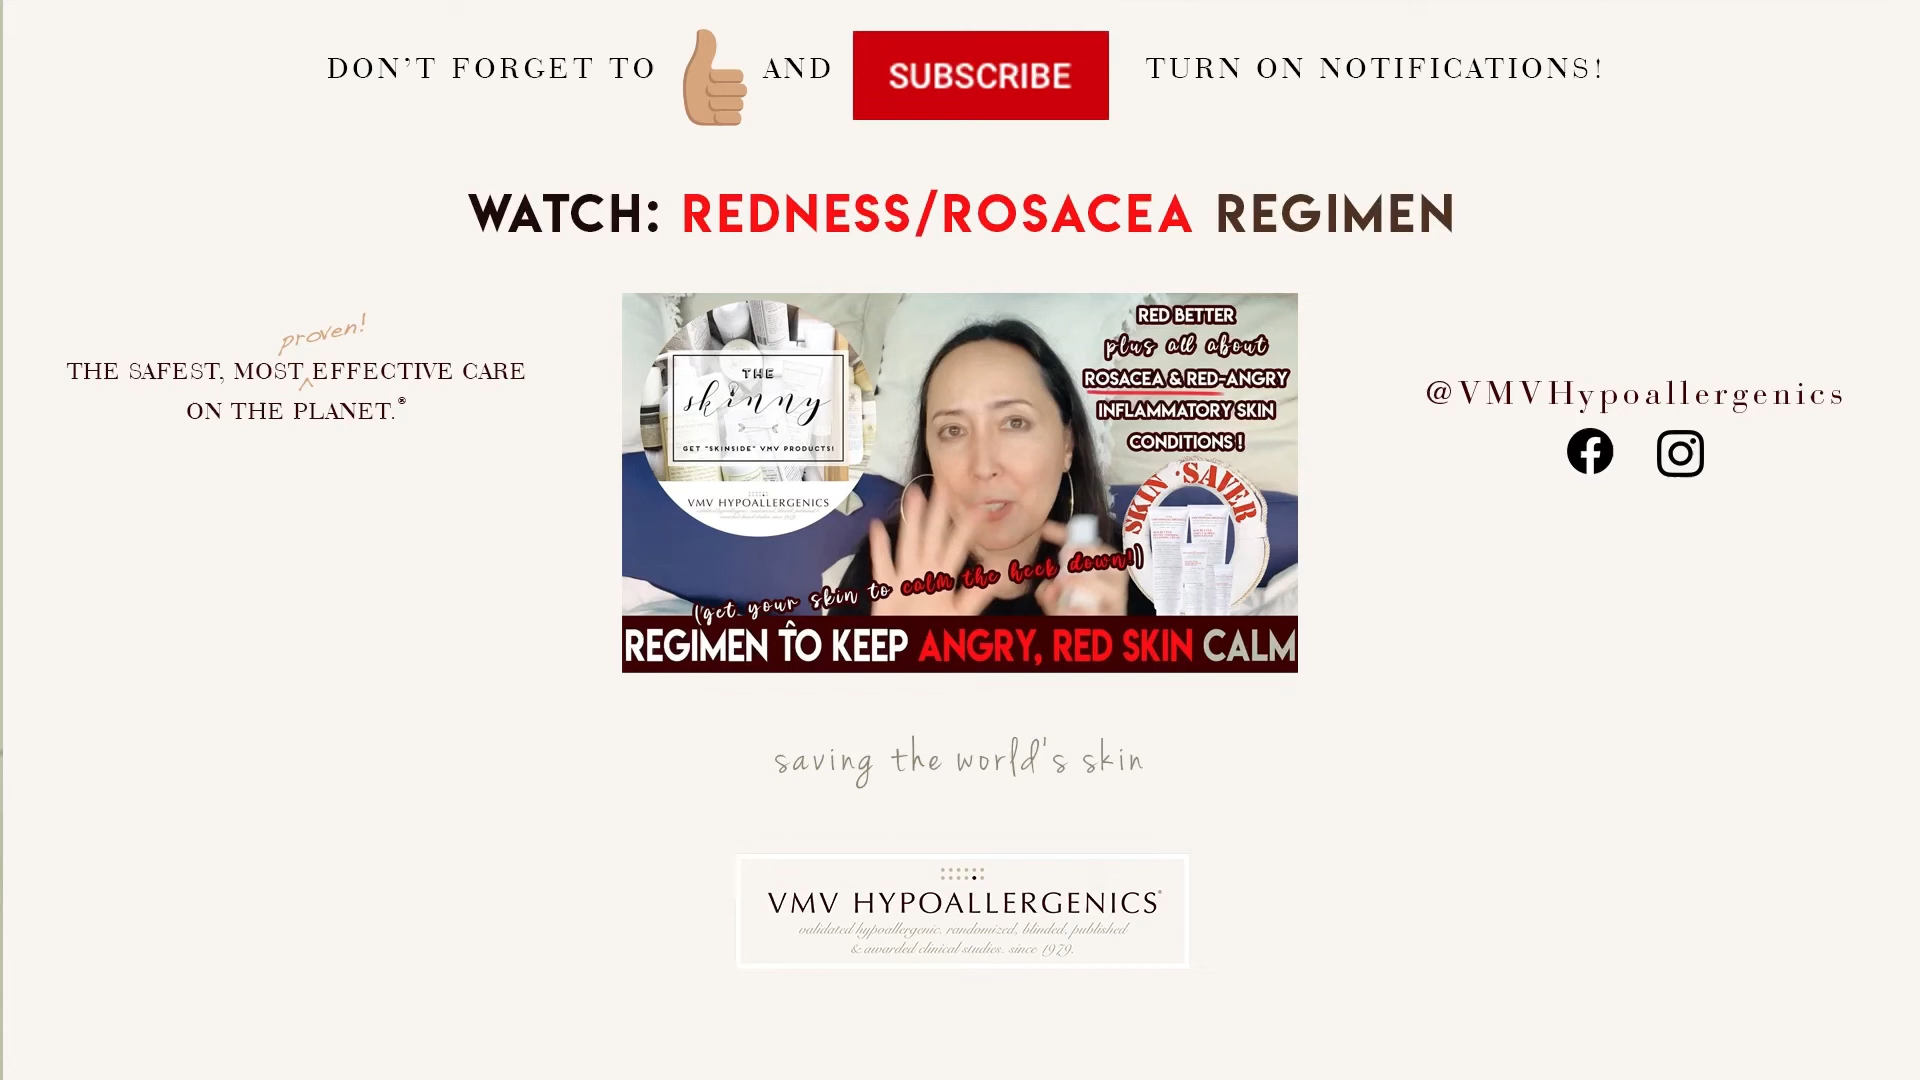 DON'T FORGET TO AND SUBSCRIBE TURN ON NOTIFICATIONS!
WATCH: REDNESS/ROSACEA REGIMEN
proven!
THE SAFEST, MOST ^ EFFECTIVE CARE
ON THE PLANET.®
THE
skinny
GET "SKINSIDE" VMV PRODUCTS!
VMV HYPOALLERGENICS
RED BETTER
plus all about
ROSACEA & RED-ANGRY
INFLAMMATORY SKIN
CONDITIONS!
SKIN · SAVER
(get your skin to calm the heck down!)
REGIMEN TO KEEP ANGRY, RED SKIN CALM
@VMVHypoallergenics
saving the world's skin
VMV HYPOALLERGENICS®
validated hypoallergenic. randomized, blinded, published
& awarded clinical studies. since 1979.